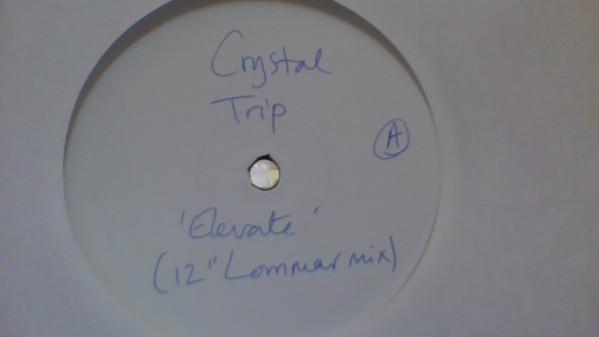 Crystal
Trip
A
'Elevate'
(12" Lommar mix)